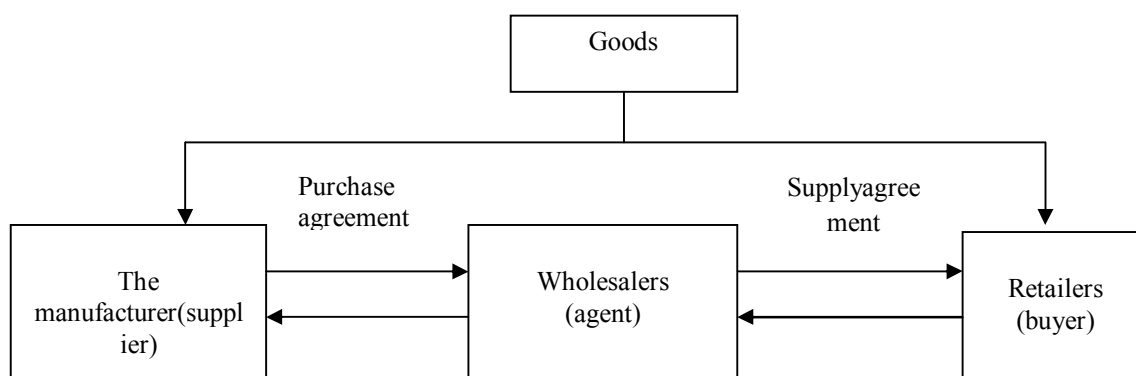 Goods
Purchase
agreement
Supplyagree
ment
The
manufacturer(suppl
ier)
Wholesalers
(agent)
Retailers
(buyer)